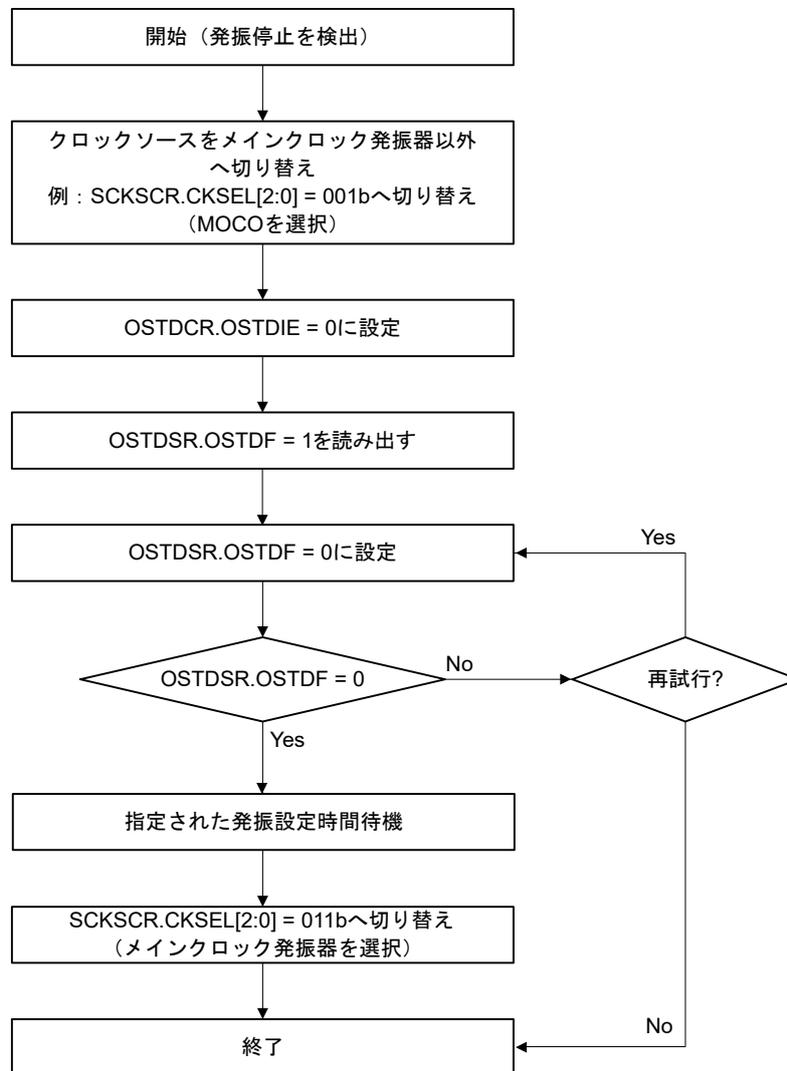 開始（発振停止を検出）
クロックソースをメインクロック発振器以外
へ切り替え
例：SCKSCR.CKSEL[2:0] = 001bへ切り替え
（MOCOを選択）
OSTDCR.OSTDIE = 0に設定
OSTDSR.OSTDF = 1を読み出す
OSTDSR.OSTDF = 0に設定
Yes
OSTDSR.OSTDF = 0
No
再試行?
Yes
指定された発振設定時間待機
SCKSCR.CKSEL[2:0] = 011bへ切り替え
（メインクロック発振器を選択）
No
終了